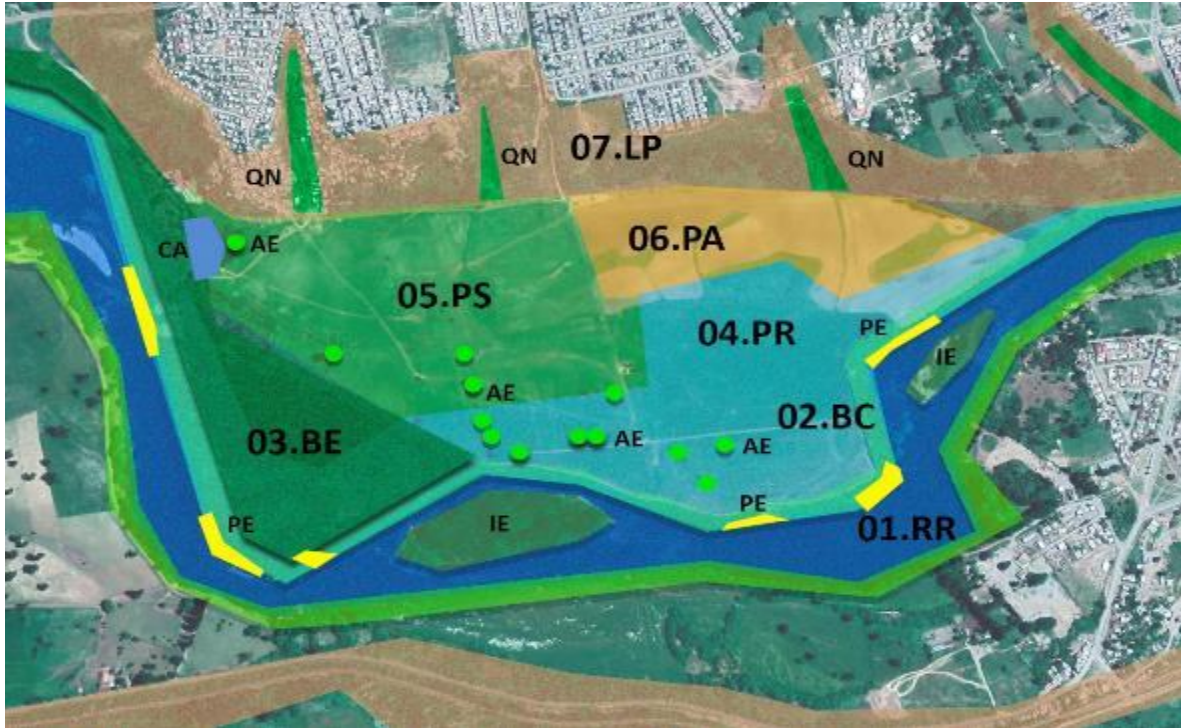 07.LP
QN
QN
QN
06.PA
CA
AE
05.PS
04.PR
PE
IE
AE
02.BC
03.BE
AE
AE
PE
IE
PE
01.RR